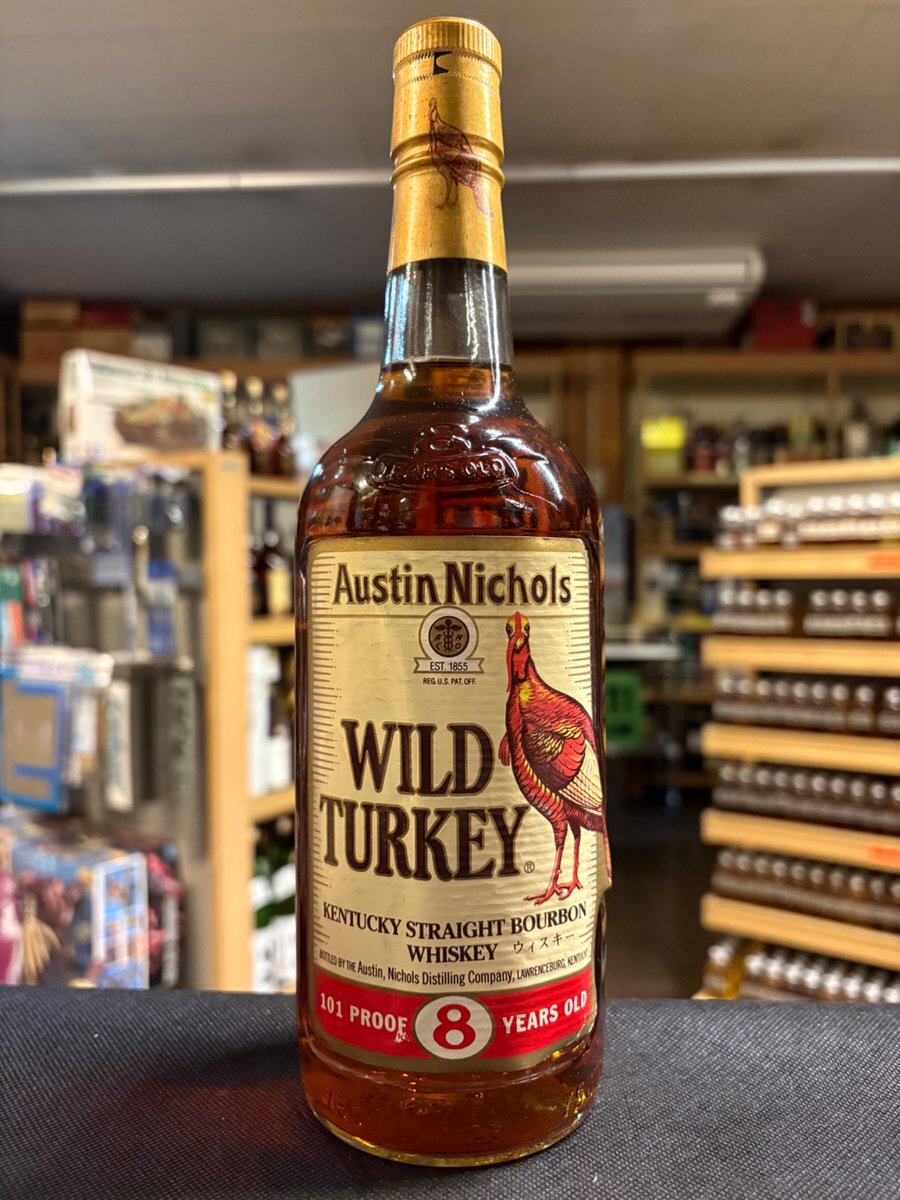 8
YEARS OLD
Austin Nichols
EST. 1855
REG. U.S. PAT. OFF.
WILD
TURKEY®
KENTUCKY STRAIGHT BOURBON
WHISKEY ウィスキー
BOTTLED BY THE Austin, Nichols Distilling Company, LAWRENCEBURG, KENTUCKY
101 PROOF 8 YEARS OLD